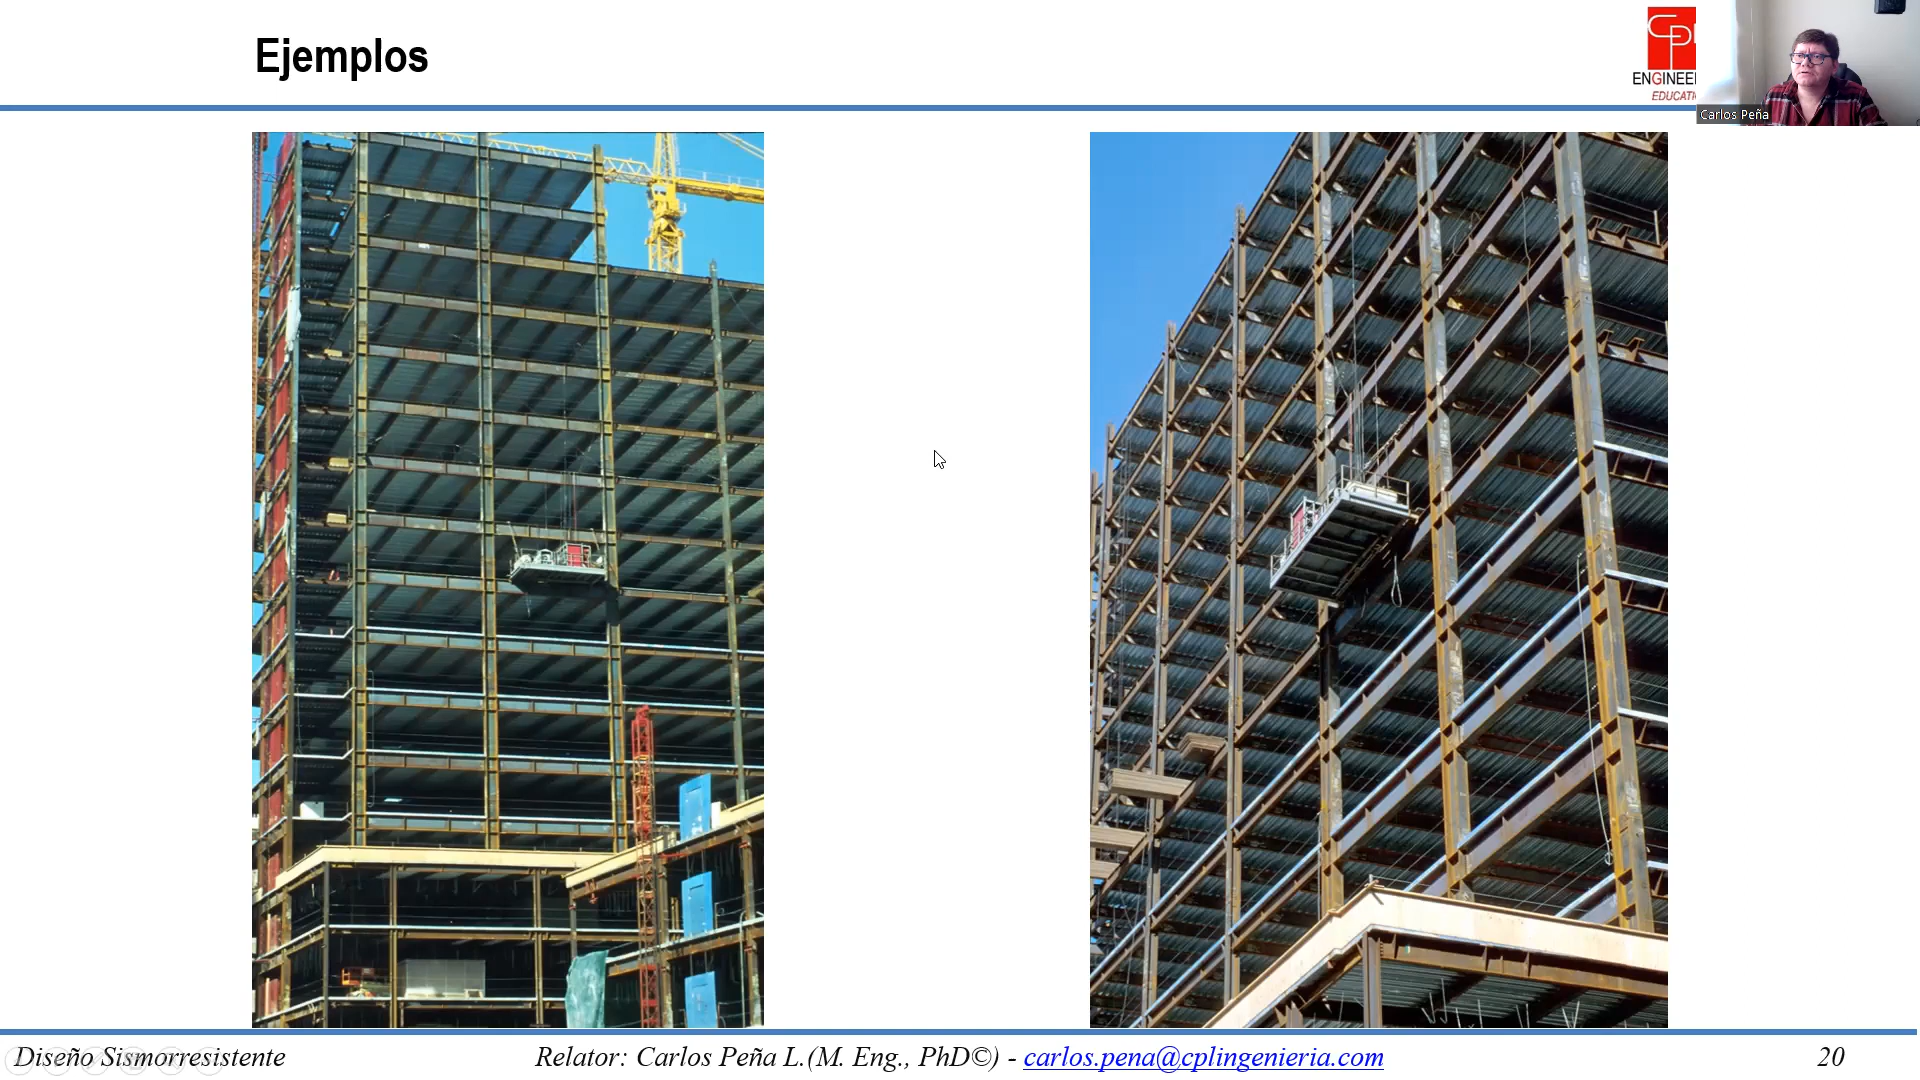 Ejemplos
ENGINEE
EDUCATI
Carlos Peña
Diseño Sismorresistente
Relator: Carlos Peña L.(M. Eng., PhD©) - carlos.pena@cplingenieria.com
20